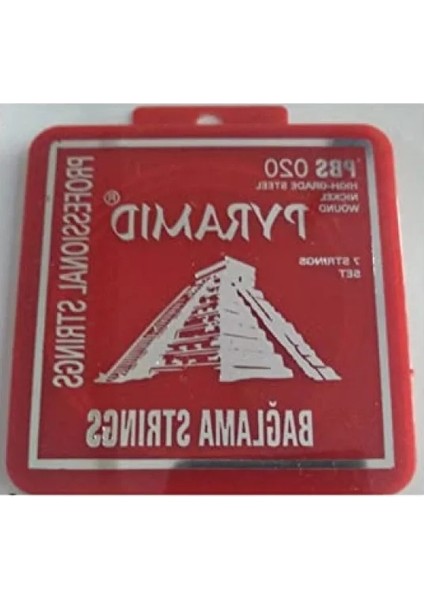 PBS 020
HIGH-GRADE STEEL
NICKEL
WOUND
PYRAMID®
7 STRINGS
SET
BAĞLAMA STRINGS
PROFESSIONAL STRINGS